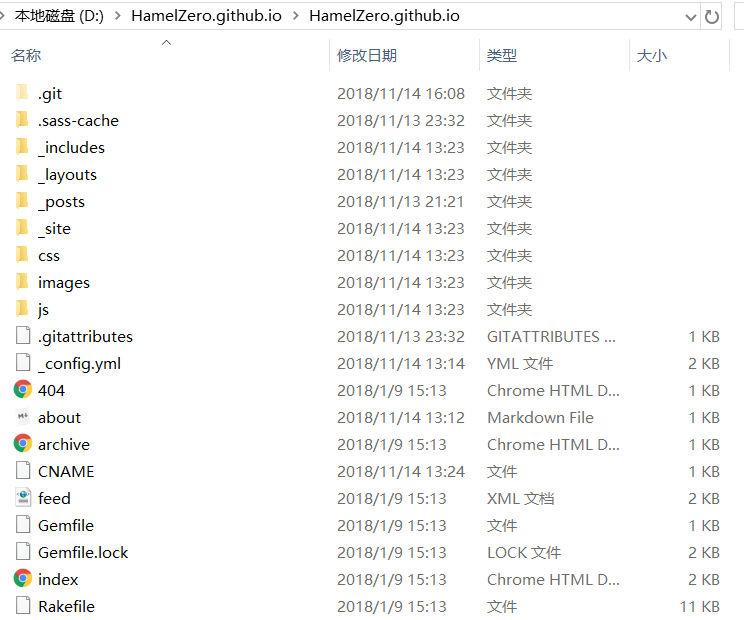 本地磁盘 (D:) > HamelZero.github.io > HamelZero.github.io
名称 修改日期 类型 大小
.git 2018/11/14 16:08 文件夹
.sass-cache 2018/11/13 23:32 文件夹
_includes 2018/11/14 13:23 文件夹
_layouts 2018/11/14 13:23 文件夹
_posts 2018/11/13 21:21 文件夹
_site 2018/11/14 13:23 文件夹
css 2018/11/14 13:23 文件夹
images 2018/11/14 13:23 文件夹
js 2018/11/14 13:23 文件夹
.gitattributes 2018/11/13 23:32 GITATTRIBUTES ... 1 KB
_config.yml 2018/11/14 13:14 YML 文件 2 KB
404 2018/1/9 15:13 Chrome HTML D... 1 KB
about 2018/11/14 13:12 Markdown File 1 KB
archive 2018/1/9 15:13 Chrome HTML D... 1 KB
CNAME 2018/11/14 13:24 文件 1 KB
feed 2018/1/9 15:13 XML 文档 2 KB
Gemfile 2018/1/9 15:13 文件 1 KB
Gemfile.lock 2018/1/9 15:13 LOCK 文件 2 KB
index 2018/1/9 15:13 Chrome HTML D... 2 KB
Rakefile 2018/1/9 15:13 文件 11 KB